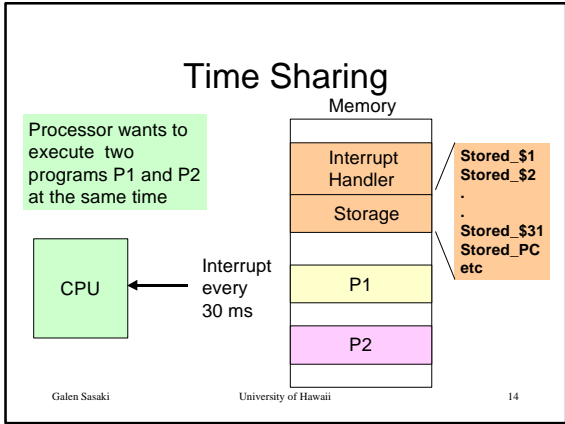 Time Sharing
Memory
Processor wants to
execute two
programs P1 and P2
at the same time
Interrupt
Handler
Storage
Stored_$1
Stored_$2
.
.
Stored_$31
Stored_PC
etc
CPU
Interrupt
every
30 ms
P1
P2
Galen Sasaki
University of Hawaii
14